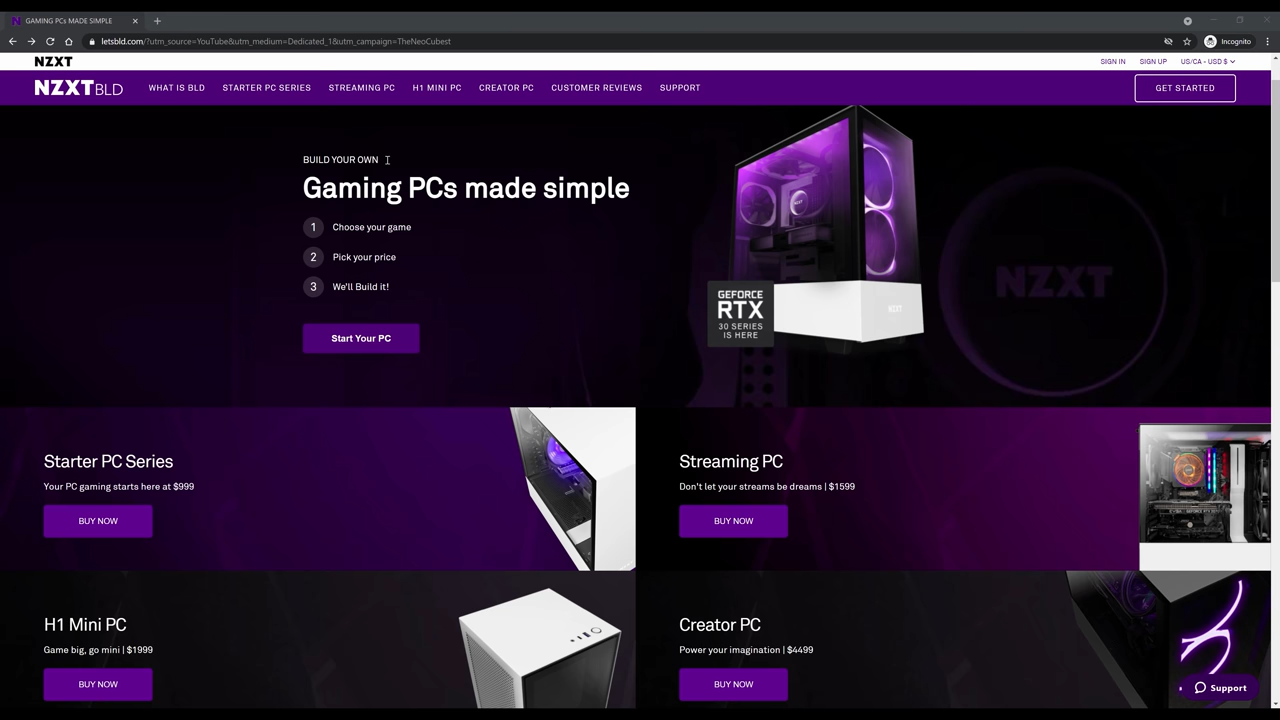 GAMING PCs MADE SIMPLE
letsbld.com/?utm_source=YouTube&utm_medium=Dedicated_1&utm_campaign=TheNeoCubest
Incognito
NZXT
SIGN IN SIGN UP US/CA - USD $
NZXT BLD WHAT IS BLD STARTER PC SERIES STREAMING PC H1 MINI PC CREATOR PC CUSTOMER REVIEWS SUPPORT GET STARTED
BUILD YOUR OWN
Gaming PCs made simple
1 Choose your game
2 Pick your price
3 We'll Build it!
Start Your PC
NZXT
GEFORCE
RTX
30 SERIES
IS HERE
NZXT
NZXT
Starter PC Series
Your PC gaming starts here at $999
BUY NOW
Streaming PC
Don't let your streams be dreams | $1599
BUY NOW
H1 Mini PC
Game big, go mini | $1999
BUY NOW
Creator PC
Power your imagination | $4499
BUY NOW
Support